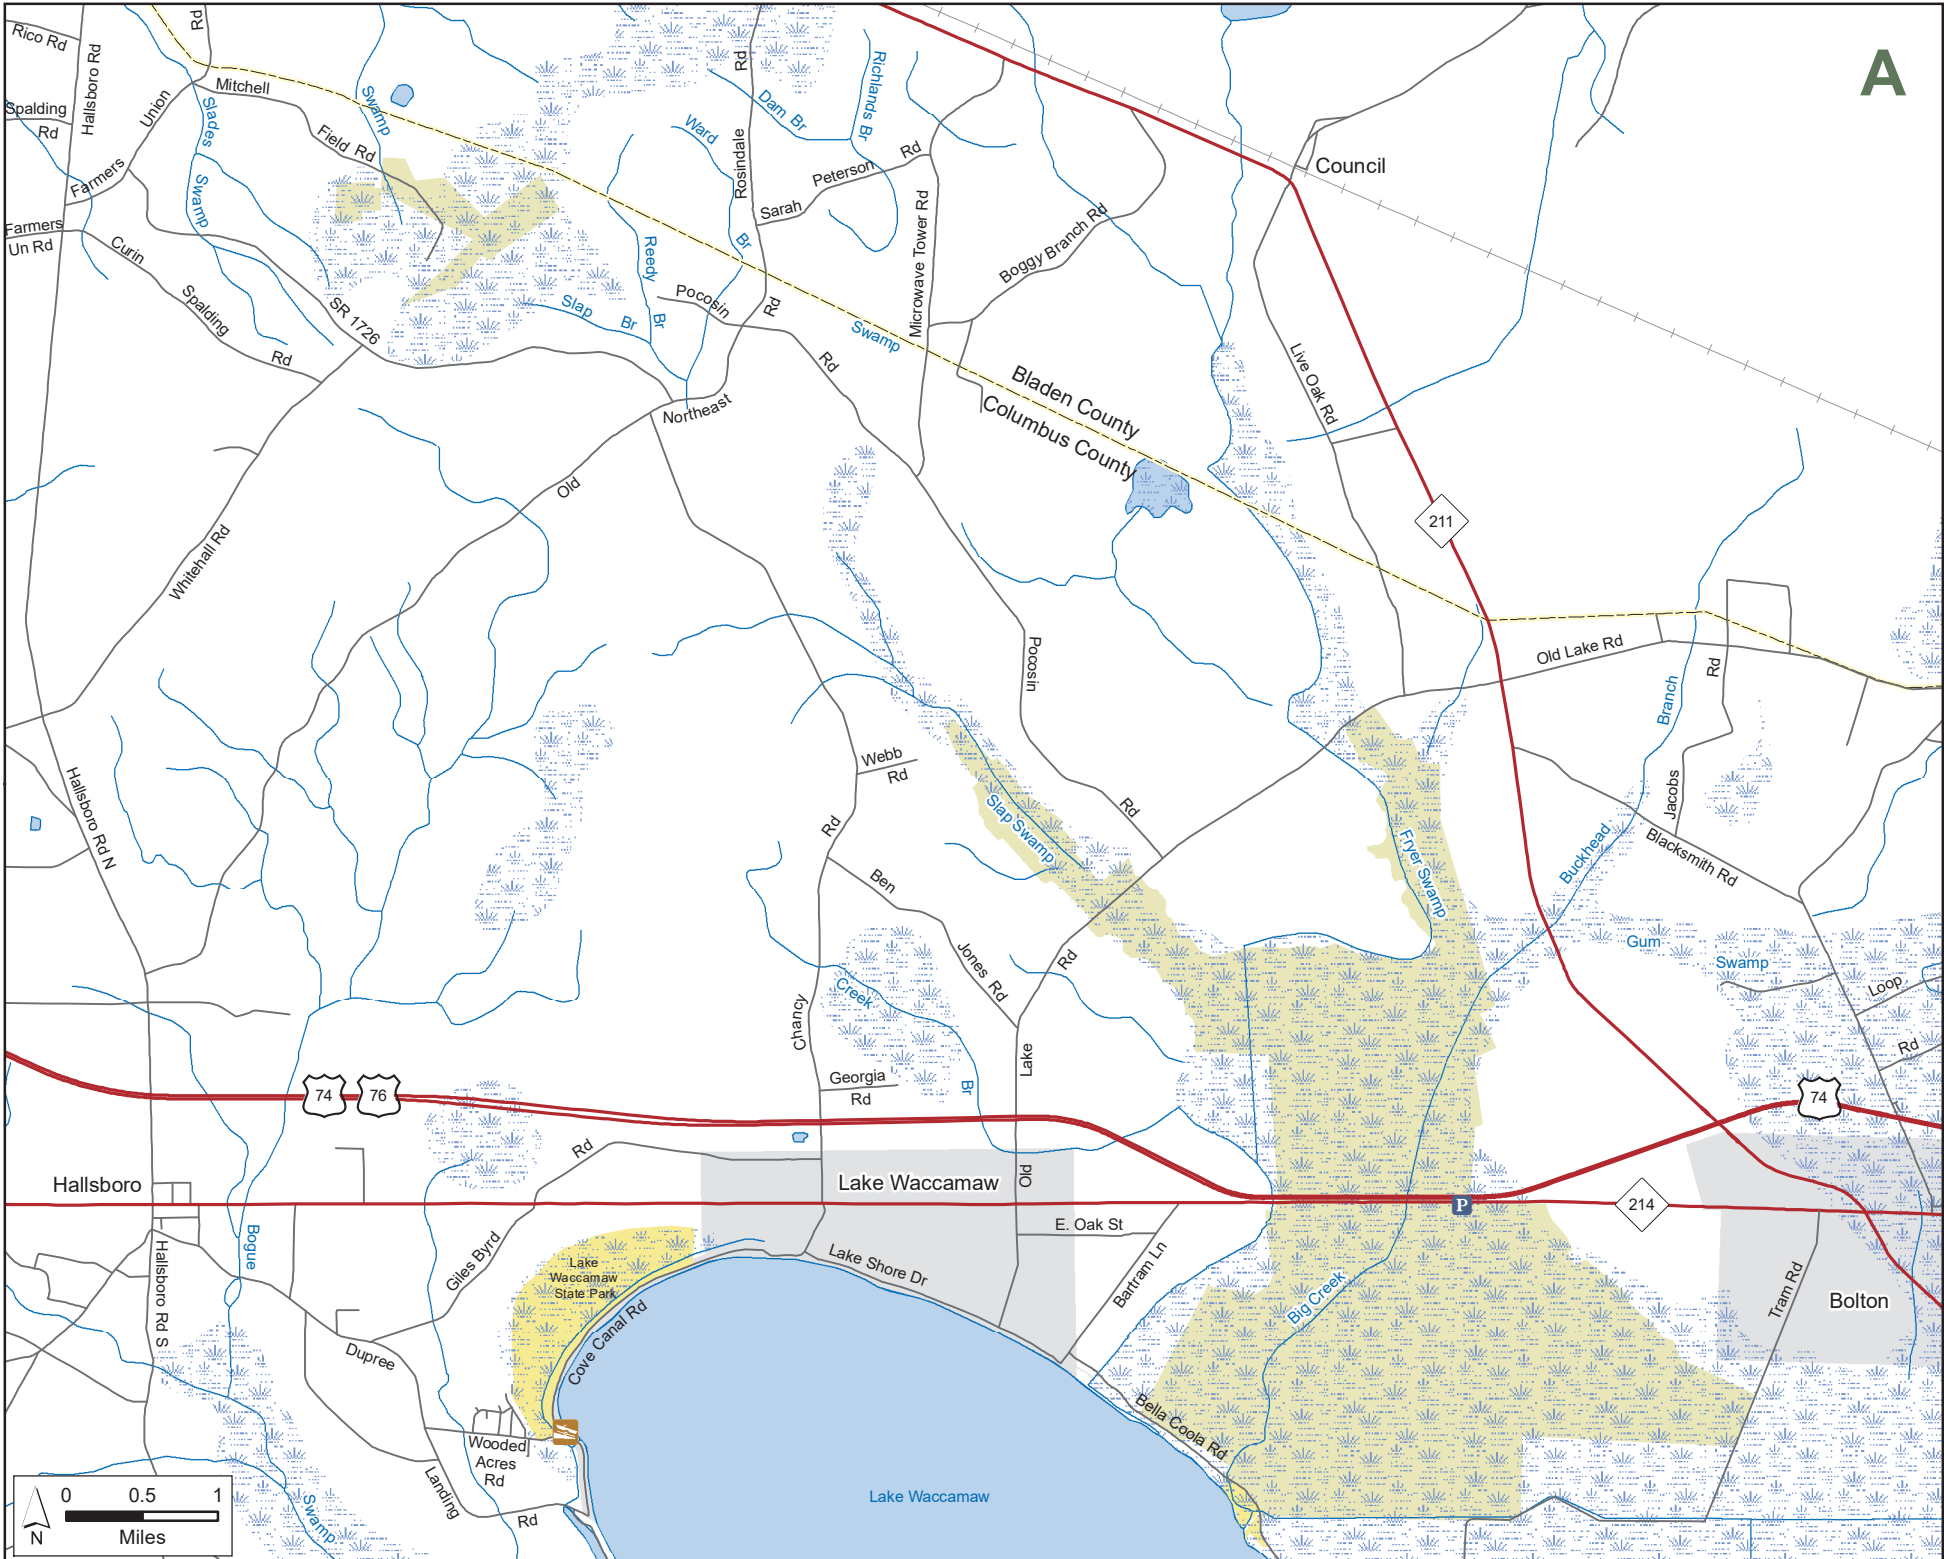 Rico Rd
Hallsboro Rd
Rd
A
Spalding
Rd
Union
Mitchell
Slades
Swamp
Swamp
Field Rd
Farmers
Farmers
Un Rd
Curin
Spalding
Rd
SR 1726
Rd
Rosindale
Dam Br
Richlands Br
Ward
Br
Peterson Rd
Sarah
Reedy
Br
Slap
Br
Pocosin
Rd
Rd
Swamp
Microwave Tower Rd
Boggy Branch Rd
Council
Live Oak Rd
Bladen County
Columbus County
Northeast
Old
Whitehall Rd
211
Old Lake Rd
Rd
Branch
Jacobs
Buckhead
Blacksmith Rd
Pocosin
Rd
Webb
Rd
Rd
Slap Swamp
Fryer Swamp
Hallsboro Rd N
Ben
Jones Rd
Rd
Gum
Swamp
Loop
Rd
Creek
Br
Chancy
Lake
Georgia
Rd
74
76
74
Hallsboro
Rd
Lake Waccamaw
Old
E. Oak St
214
Bogue
Hallsboro Rd S
Giles Byrd
Lake
Waccamaw
State Park
Cove Canal Rd
Lake Shore Dr
Bartram Ln
Big Creek
Tram Rd
Bolton
Dupree
Landing
Rd
Wooded
Acres
Rd
Bella Coola Rd
P
Lake Waccamaw
Swamp
0 0.5 1
Miles
N